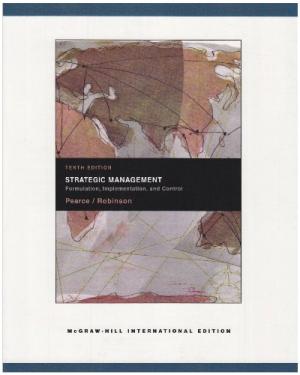 TENTH EDITION
STRATEGIC MANAGEMENT
Formulation, Implementation, and Control
Pearce / Robinson
McGRAW-HILL INTERNATIONAL EDITION